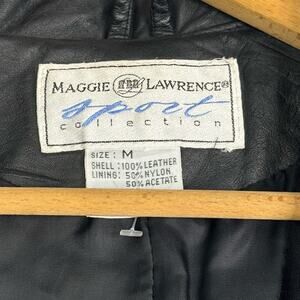 MAGGIE LAWRENCE®
sport
collection
SIZE: M
SHELL: 100% LEATHER
LINING: 50% NYLON
50% ACETATE